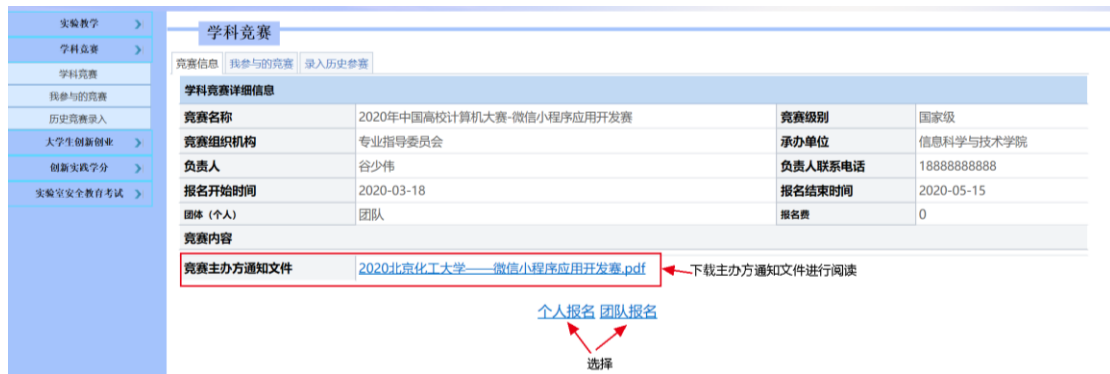 实验教学
学科竞赛
学科竞赛
我参与的竞赛
历史竞赛录入
大学生创新创业
创新实践学分
实验室安全教育考试
学科竞赛
竞赛信息 我参与的竞赛 录入历史参赛
学科竞赛详细信息
竞赛名称 2020年中国高校计算机大赛-微信小程序应用开发赛 竞赛级别 国家级
竞赛组织机构 专业指导委员会 承办单位 信息科学与技术学院
负责人 谷少伟 负责人联系电话 18888888888
报名开始时间 2020-03-18 报名结束时间 2020-05-15
团体（个人） 团队 报名费 0
竞赛内容
竞赛主办方通知文件 2020北京化工大学——微信小程序应用开发赛.pdf 下载主办方通知文件进行阅读
个人报名 团队报名
选择